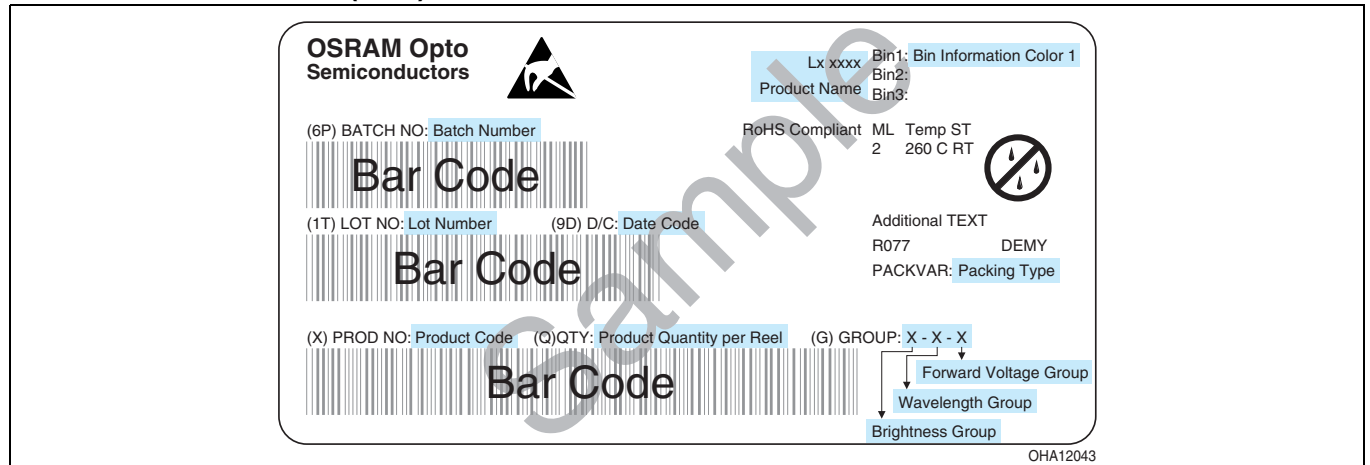 OSRAM Opto
Semiconductors
Lx xxxx
Product Name
Bin1: Bin Information Color 1
Bin2:
Bin3:
(6P) BATCH NO: Batch Number
Bar Code
RoHS Compliant
ML Temp ST
2 260 C RT
(1T) LOT NO: Lot Number (9D) D/C: Date Code
Bar Code
Additional TEXT
R077 DEMY
PACKVAR: Packing Type
(X) PROD NO: Product Code (Q)QTY: Product Quantity per Reel (G) GROUP: X - X - X
Bar Code
Forward Voltage Group
Wavelength Group
Brightness Group
Sample
OHA12043